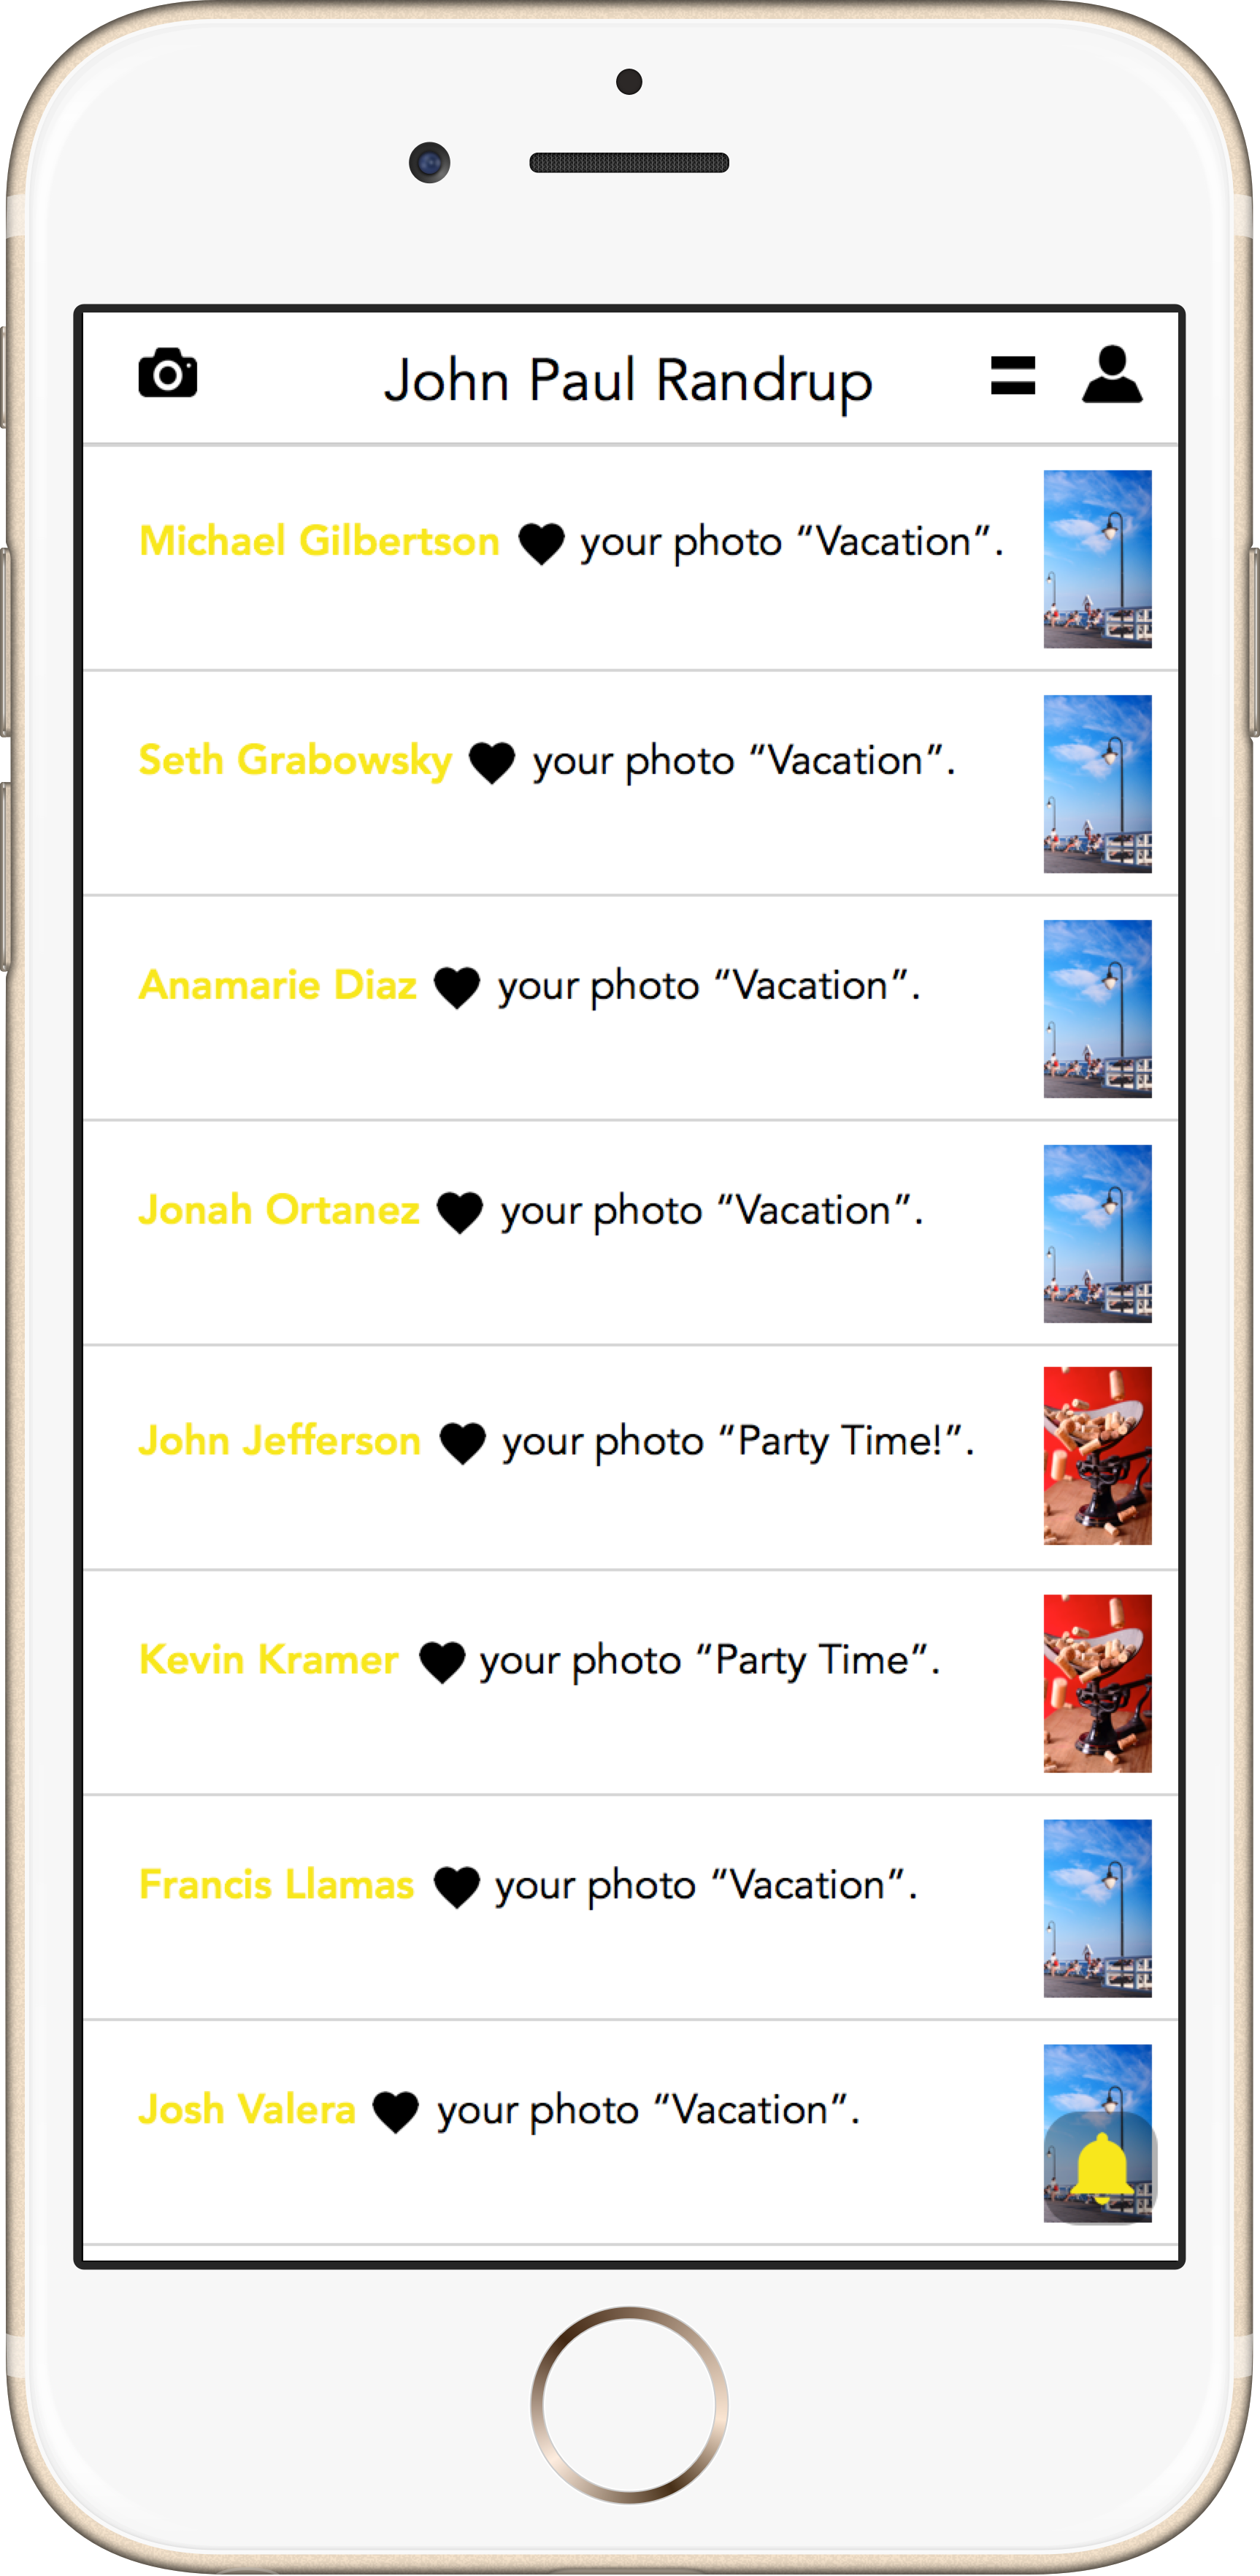 John Paul Randrup
Michael Gilbertson ♥ your photo “Vacation”.
Seth Grabowsky ♥ your photo “Vacation”.
Anamarie Diaz ♥ your photo “Vacation”.
Jonah Ortanez ♥ your photo “Vacation”.
John Jefferson ♥ your photo “Party Time!”.
Kevin Kramer ♥ your photo “Party Time”.
Francis Llamas ♥ your photo “Vacation”.
Josh Valera ♥ your photo “Vacation”.